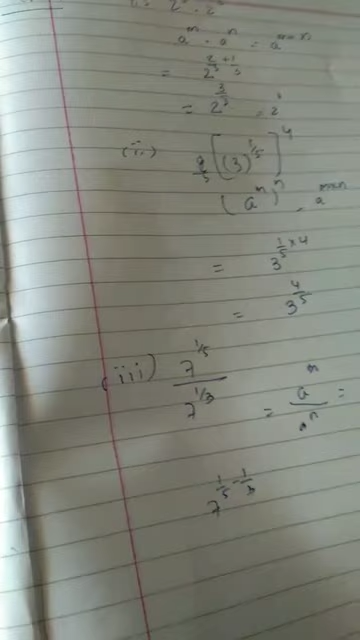 a^m · a^n = a^{m+n}
= 2^{2/3 + 1/3}
= 2^{3/3} = 2^1
(ii) [(3)^{1/5}]^4
(a^m)^n = a^{m×n}
= 3^{1/5 × 4}
= 3^{4/5}
(iii) 7^{1/5} / 7^{1/3} = a^m / a^n =
7^{1/5 - 1/3}